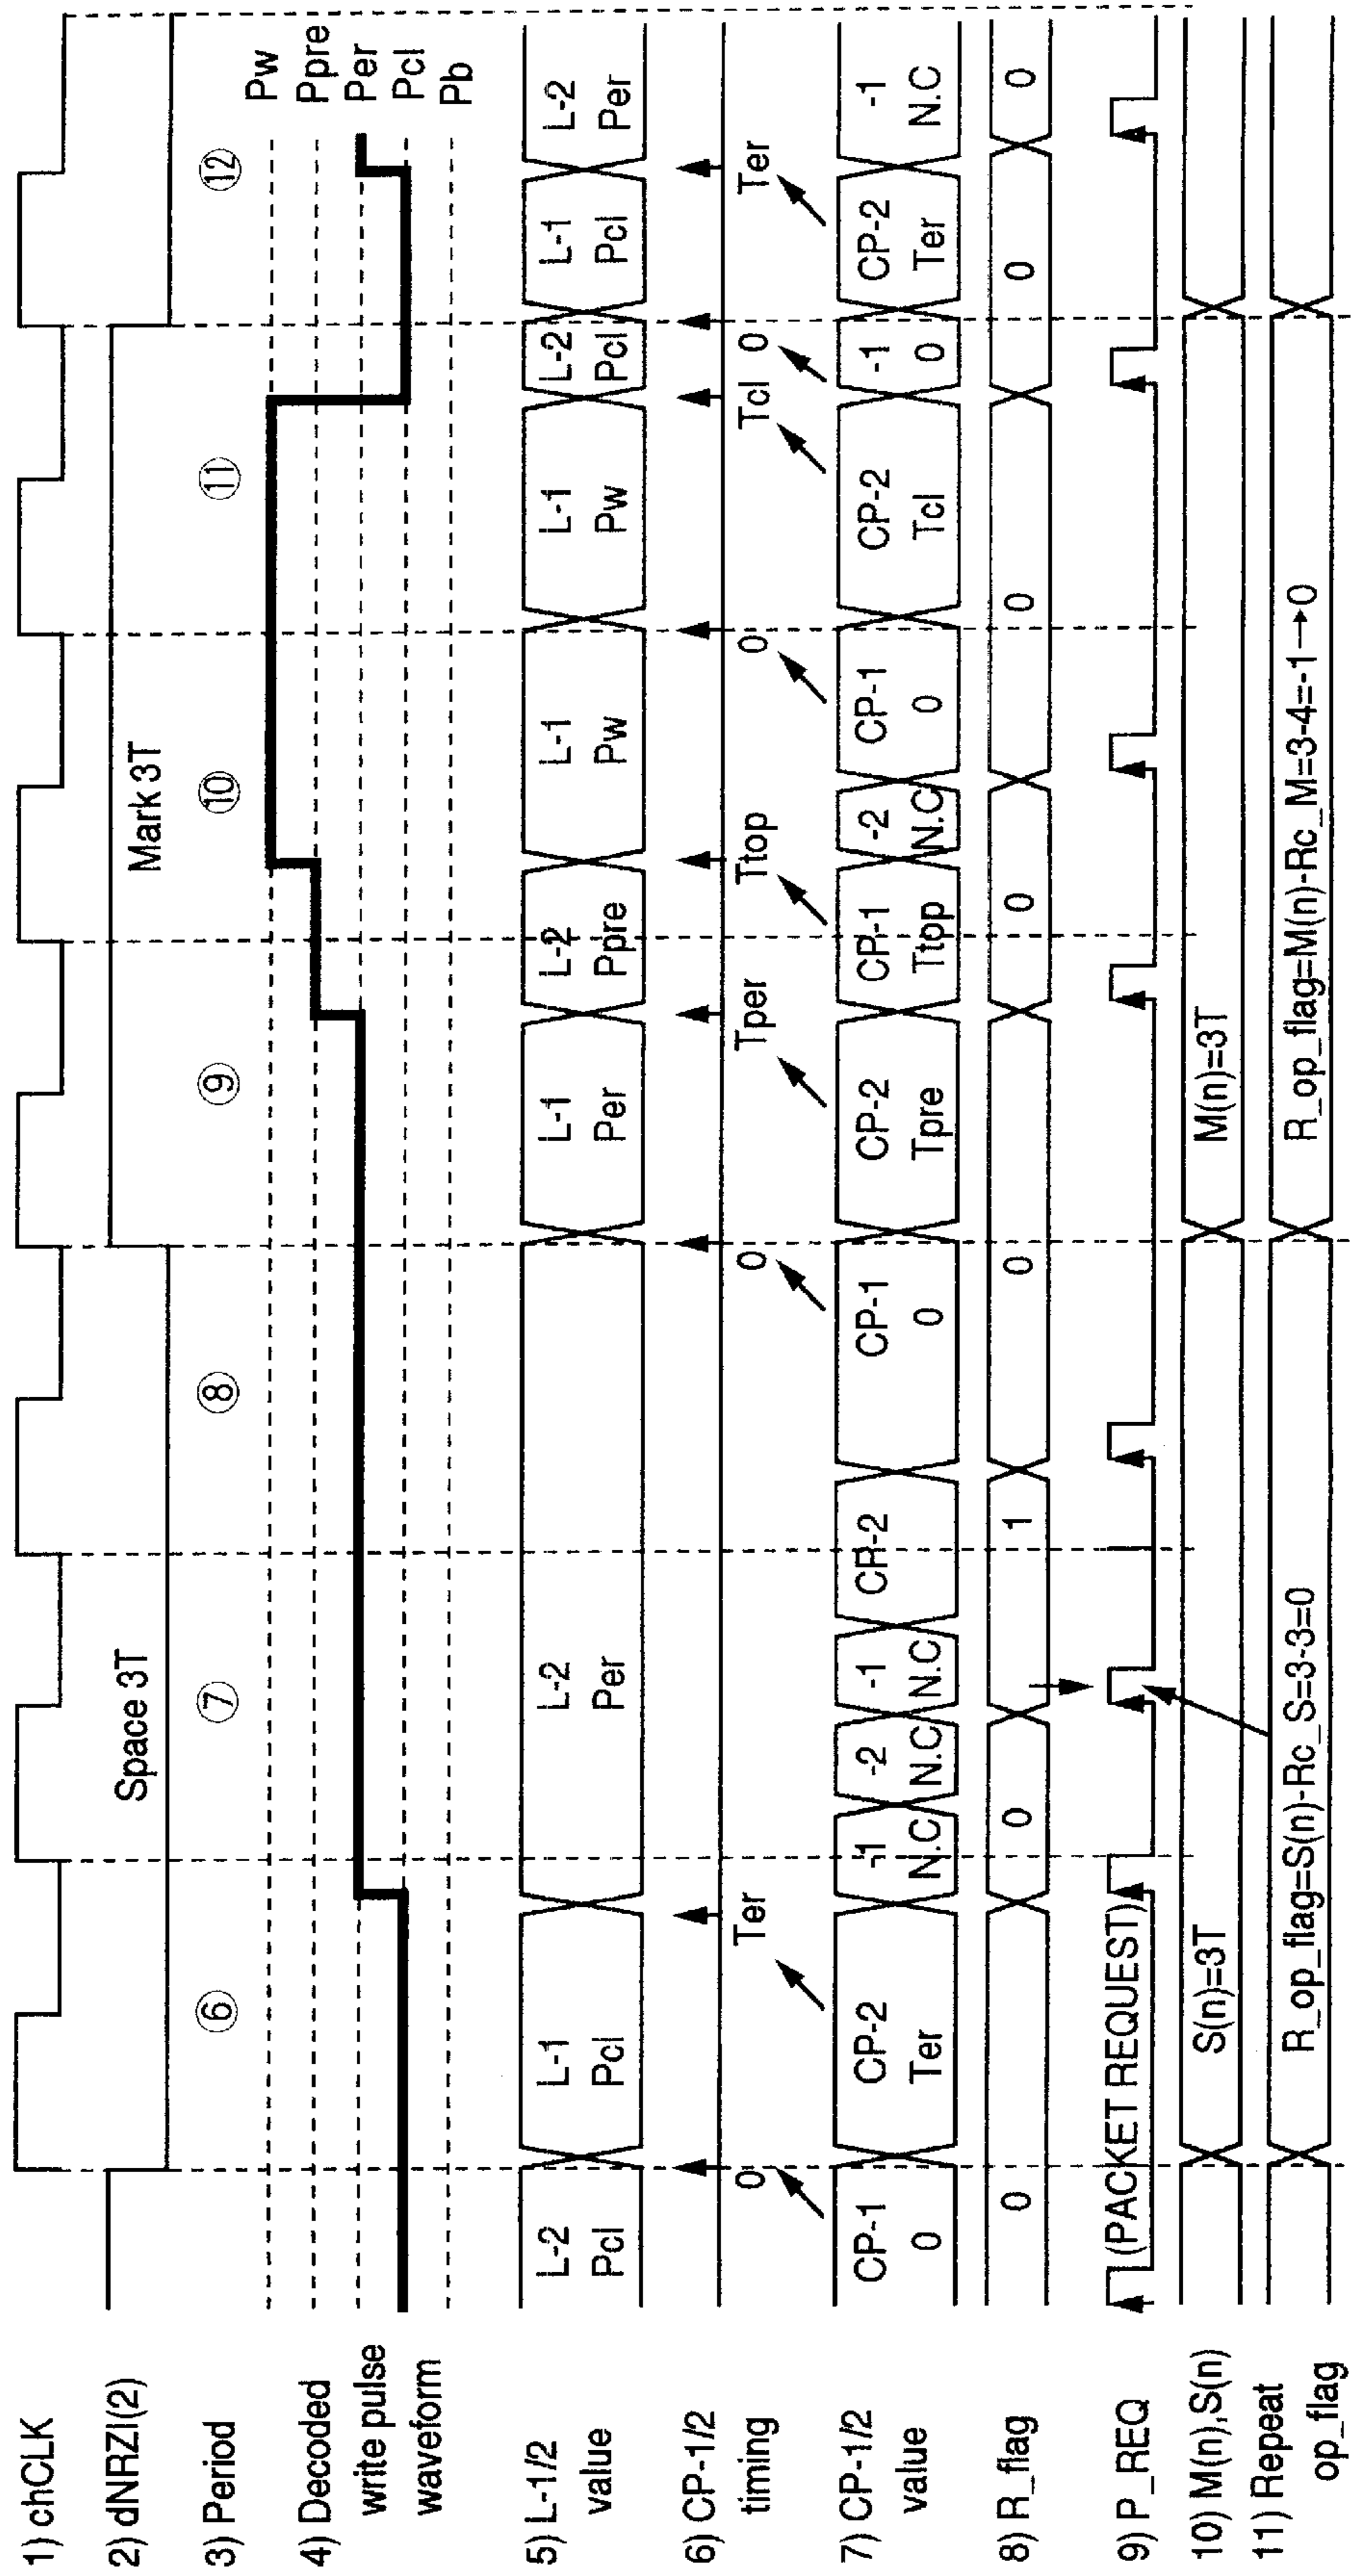 1) chCLK
2) dNRZI(2)
Space 3T
Mark 3T
3) Period
⑥ ⑦ ⑧ ⑨ ⑩ ⑪ ⑫
4) Decoded
write pulse
waveform
Pw
Ppre
Per
Pcl
Pb
5) L-1/2
value
L-2 L-1 L-2 L-1 L-2 L-1 L-1 L-2 L-1 L-2
Pcl Pcl Per Per Ppre Pw Pw Pcl Pcl Per
6) CP-1/2
timing
0 Ter 0 Tper Ttop 0 Tcl 0 Ter
7) CP-1/2
value
CP-1 CP-2 -1 -2 -1 CP-2 CP-1 CP-2 CP-1 -2 CP-1 CP-2 -1 CP-2 -1
0 Ter N.C N.C N.C 0 Tpre Ttop N.C 0 Tcl 0 Ter N.C
8) R_flag
0 0 1 0 0 0 0 0
9) P_REQ
(PACKET REQUEST)
10) M(n),S(n)
S(n)=3T
M(n)=3T
11) Repeat
op_flag
R_op_flag=S(n)-Rc_S=3-3=0
R_op_flag=M(n)-Rc_M=3-4=-1→0